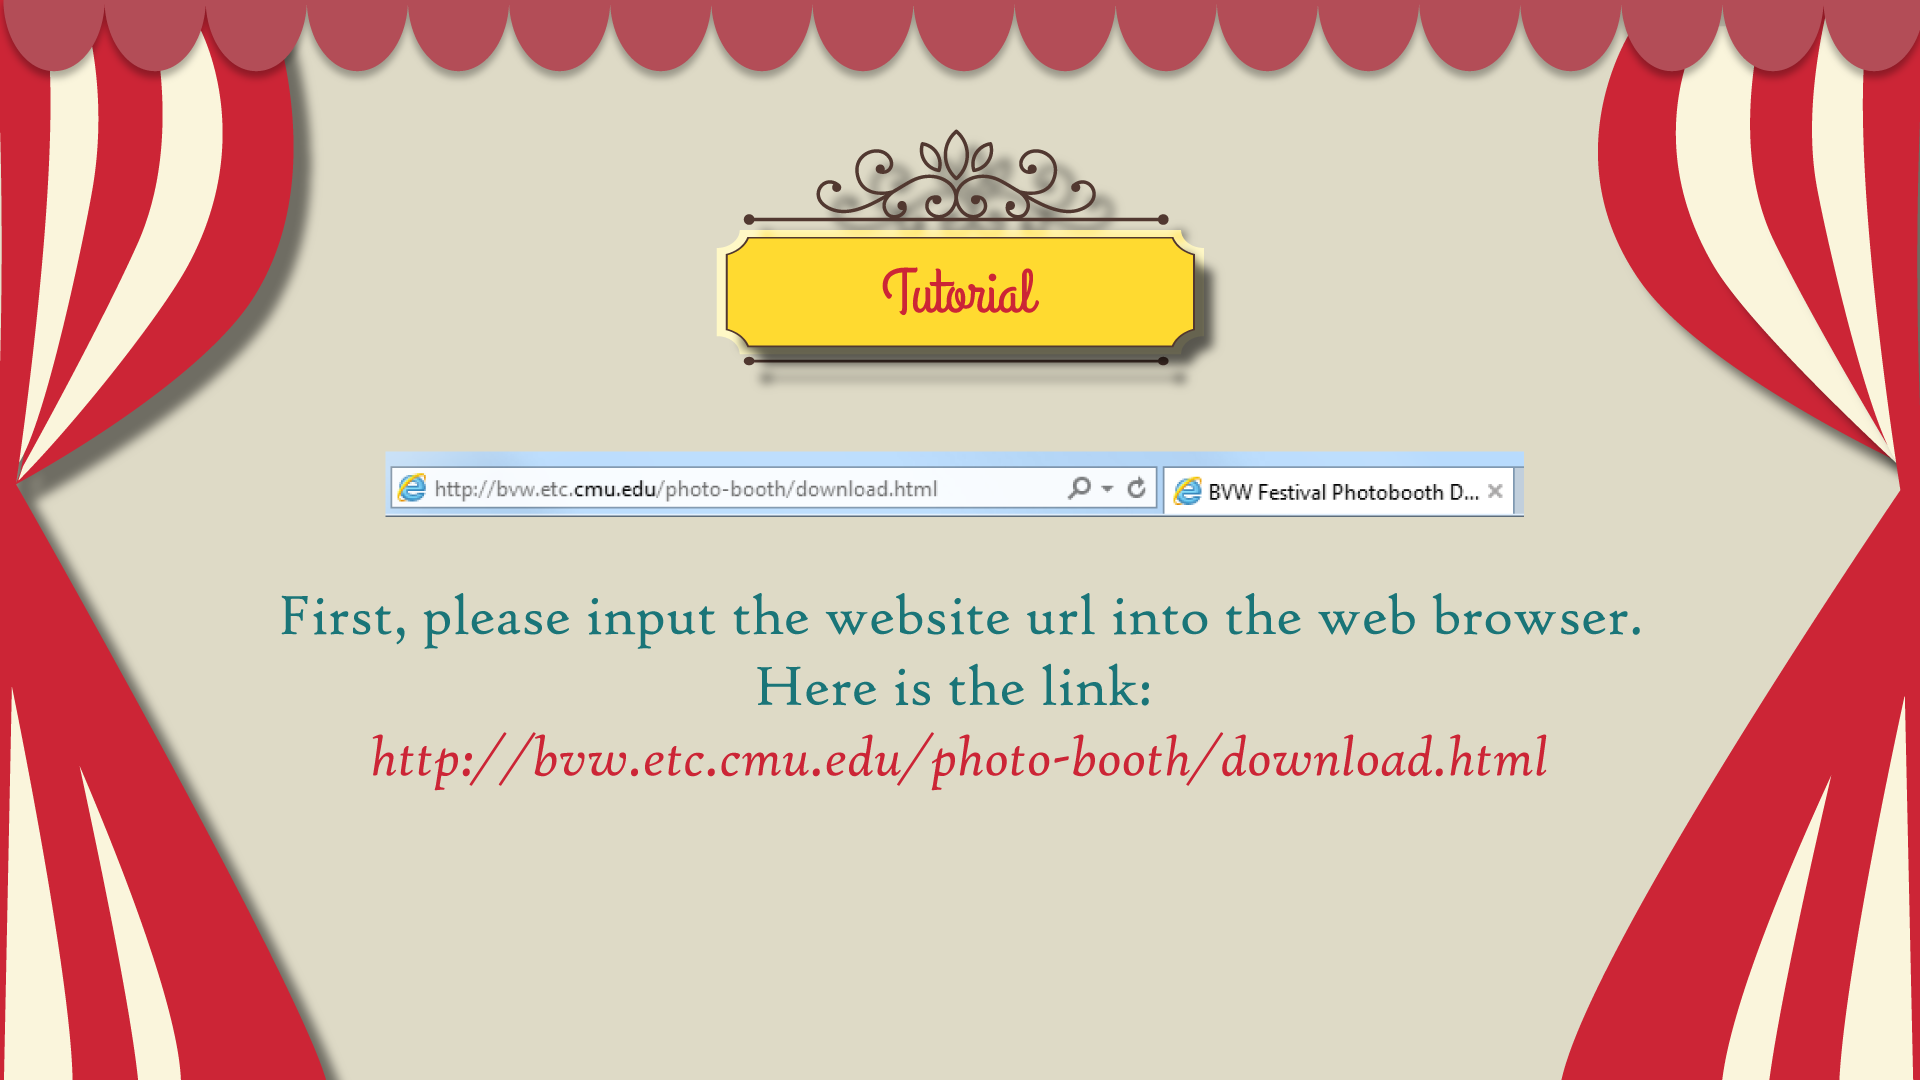 Tutorial
http://bvw.etc.cmu.edu/photo-booth/download.html
BVW Festival Photobooth D...
First, please input the website url into the web browser.
Here is the link:
http://bvw.etc.cmu.edu/photo-booth/download.html